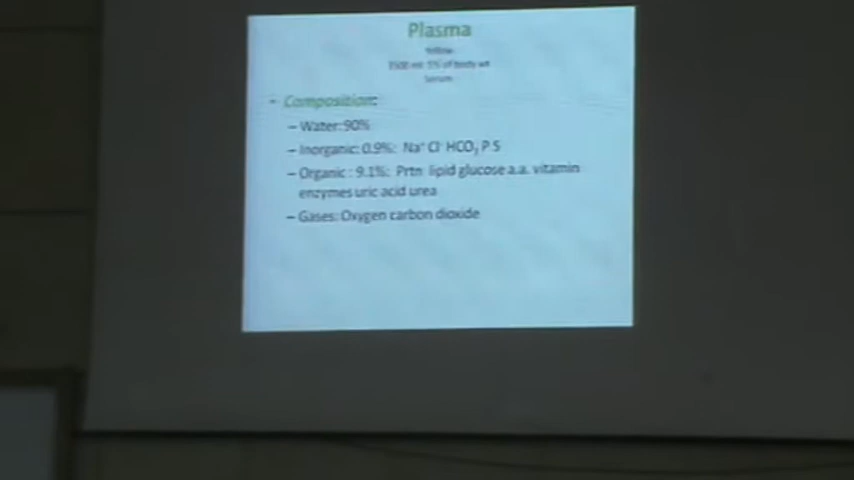 Plasma
Yellow
3500 ml 5% of body wt
Serum
- Composition:
– Water:90%
– Inorganic: 0.9%: Na⁺ Cl⁻ HCO₃ P S
– Organic : 9.1%: Prtn lipid glucose a.a. vitamin
enzymes uric acid urea
– Gases: Oxygen carbon dioxide